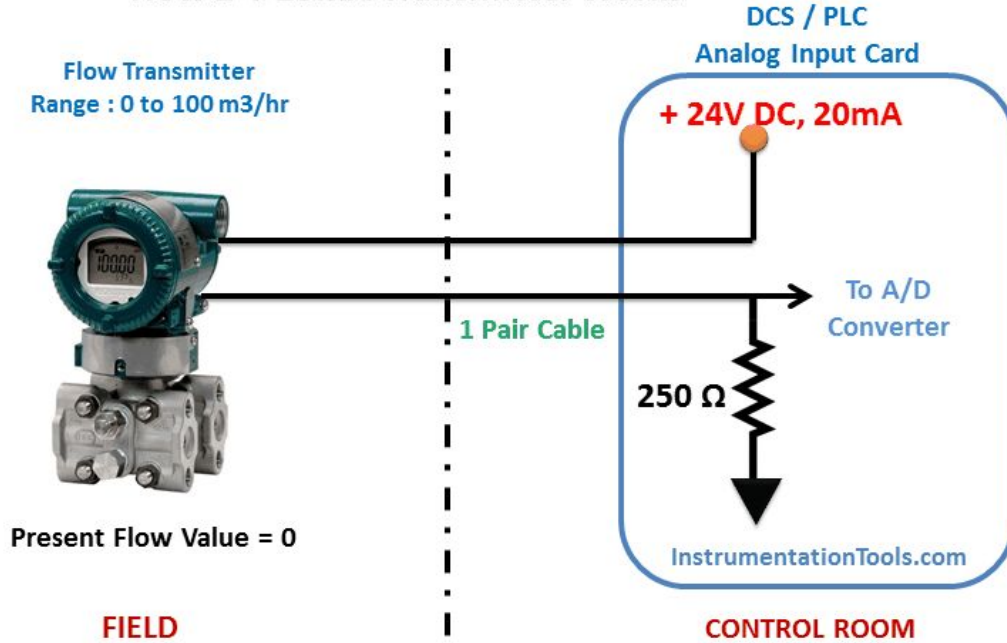 DCS / PLC
Analog Input Card
Flow Transmitter
Range : 0 to 100 m3/hr
+ 24V DC, 20mA
100.00
1 Pair Cable
To A/D
Converter
250 Ω
Present Flow Value = 0
InstrumentationTools.com
FIELD
CONTROL ROOM